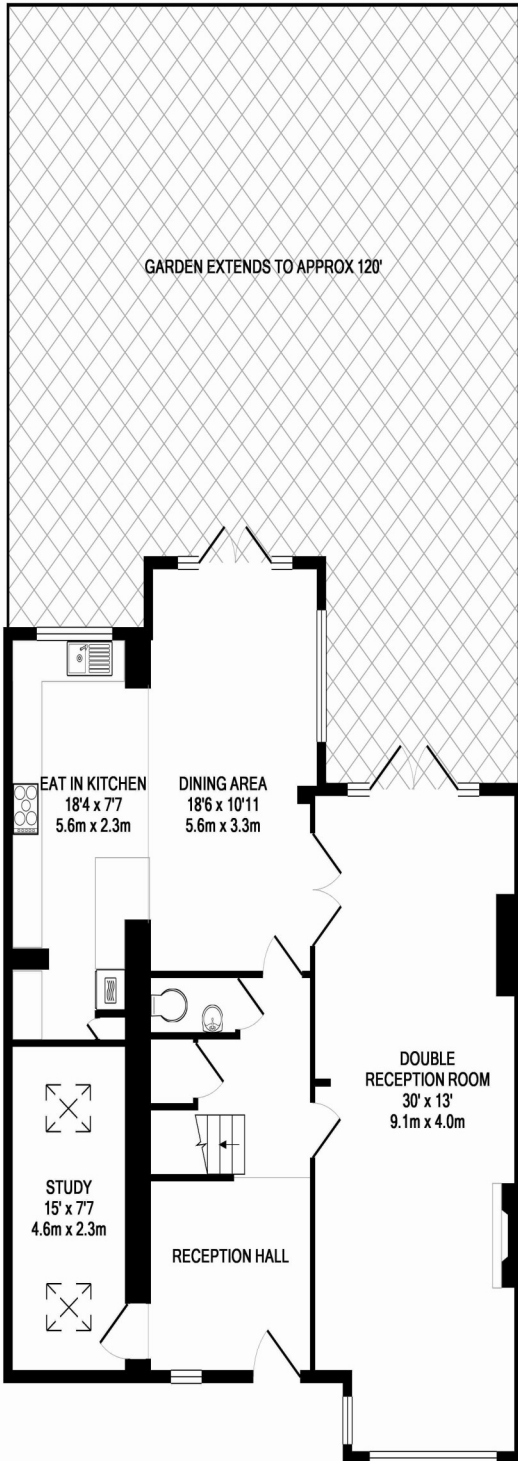 GARDEN EXTENDS TO APPROX 120'
EAT IN KITCHEN
18'4 x 7'7
5.6m x 2.3m
DINING AREA
18'6 x 10'11
5.6m x 3.3m
DOUBLE
RECEPTION ROOM
30' x 13'
9.1m x 4.0m
STUDY
15' x 7'7
4.6m x 2.3m
RECEPTION HALL